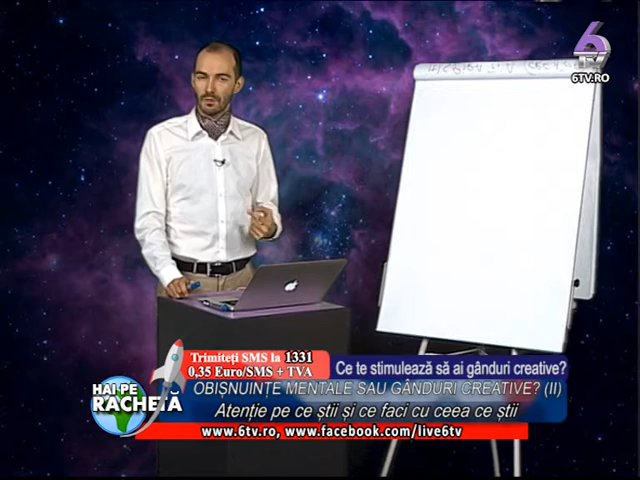 6
TV
6TV.RO
Trimiteți SMS la 1331
0,35 Euro/SMS + TVA
Ce te stimulează să ai gânduri creative?
HAI PE
RACHETĂ
OBIȘNUINȚE MENTALE SAU GÂNDURI CREATIVE? (II)
Atenție pe ce știi și ce faci cu ceea ce știi
www.6tv.ro, www.facebook.com/live6tv